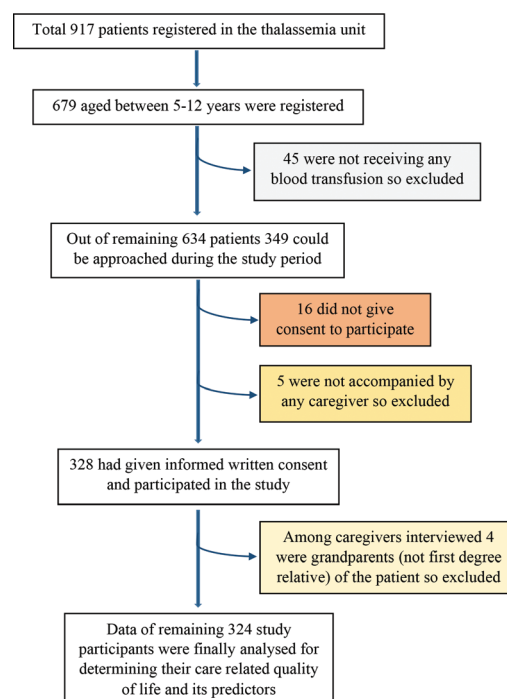 Total 917 patients registered in the thalassemia unit
679 aged between 5-12 years were registered
45 were not receiving any
blood transfusion so excluded
Out of remaining 634 patients 349 could
be approached during the study period
16 did not give
consent to participate
5 were not accompanied by
any caregiver so excluded
328 had given informed written consent
and participated in the study
Among caregivers interviewed 4
were grandparents (not first degree
relative) of the patient so excluded
Data of remaining 324 study
participants were finally analysed for
determining their care related quality
of life and its predictors